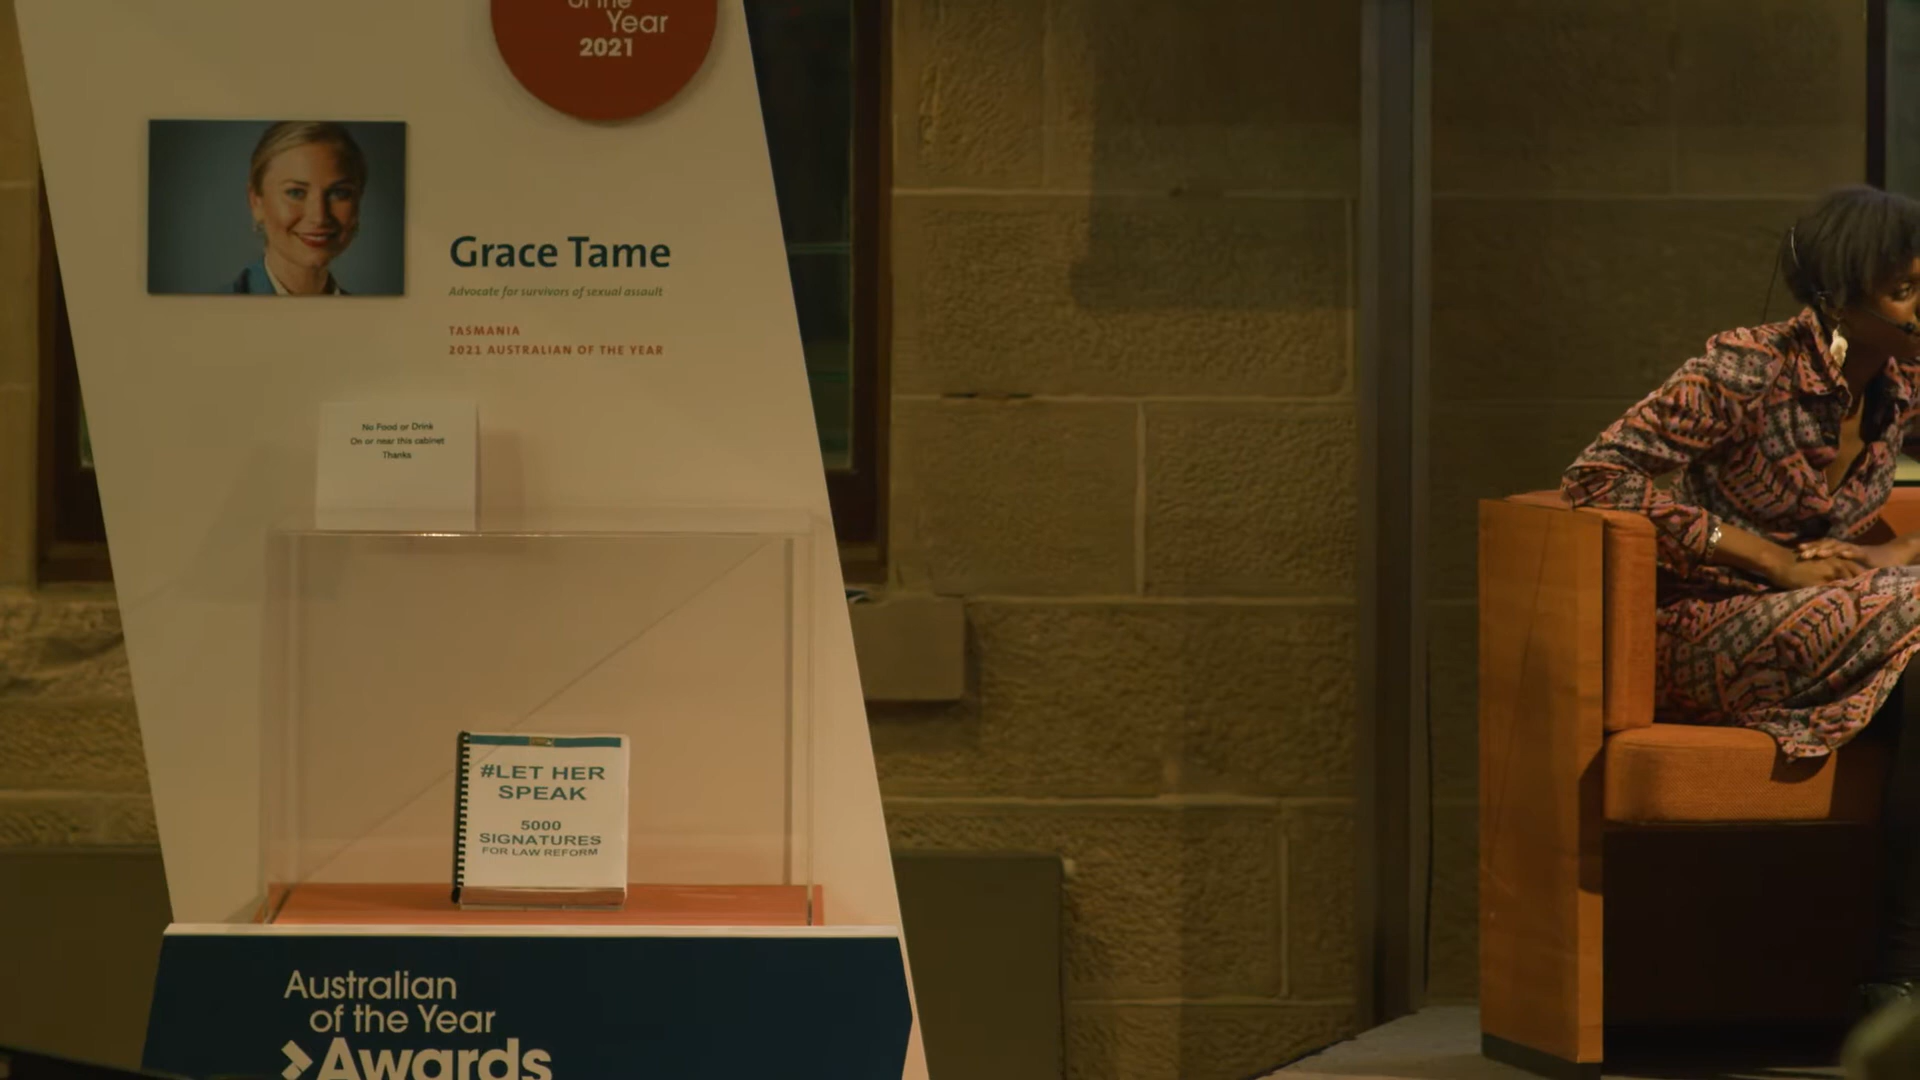 of the
Year
2021
Grace Tame
Advocate for survivors of sexual assault
TASMANIA
2021 AUSTRALIAN OF THE YEAR
No Food or Drink
On or near this cabinet
Thanks
#LET HER
SPEAK
5000
SIGNATURES
FOR LAW REFORM
Australian
of the Year
Awards